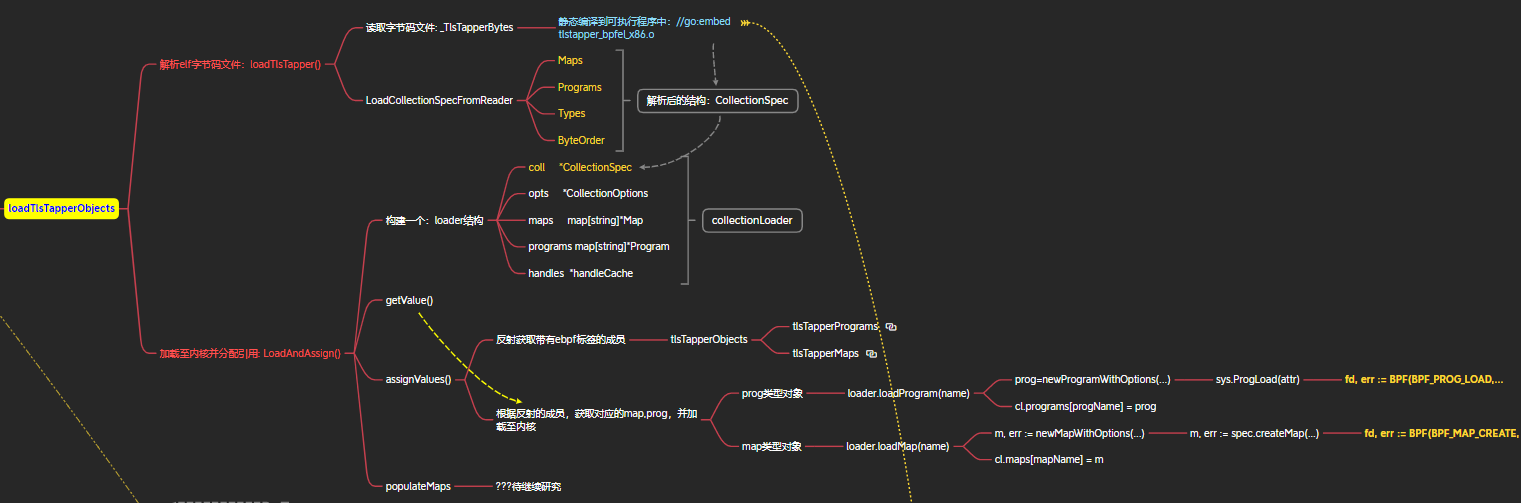 读取字节码文件: _TlsTapperBytes
静态编译到可执行程序中：//go:embed
tlstapper_bpfel_x86.o
解析elf字节码文件：loadTlsTapper()
Maps
LoadCollectionSpecFromReader
Programs
解析后的结构：CollectionSpec
Types
ByteOrder
coll *CollectionSpec
opts *CollectionOptions
loadTlsTapperObjects
构建一个：loader结构
maps map[string]*Map
collectionLoader
programs map[string]*Program
handles *handleCache
getValue()
加载至内核并分配引用: LoadAndAssign()
反射获取带有ebpf标签的成员
tlsTapperObjects
tlsTapperPrograms
tlsTapperMaps
assignValues()
根据反射的成员，获取对应的map,prog，并加
载至内核
prog类型对象
loader.loadProgram(name)
prog=newProgramWithOptions(...)
sys.ProgLoad(attr)
fd, err := BPF(BPF_PROG_LOAD,...
cl.programs[progName] = prog
map类型对象
loader.loadMap(name)
m, err := newMapWithOptions(...)
m, err := spec.createMap(...)
fd, err := BPF(BPF_MAP_CREATE,
cl.maps[mapName] = m
populateMaps
???待继续研究